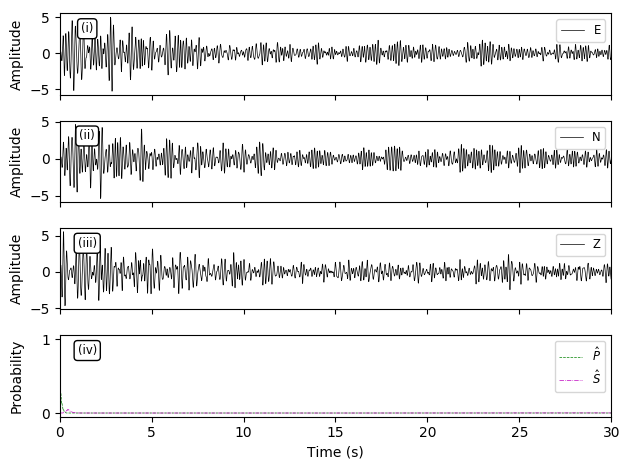 Amplitude
5
0
−5
(i)
E
Amplitude
5
0
−5
(ii)
N
Amplitude
5
0
−5
(iii)
Z
Probability
1
0
(iv)
P̂
Ŝ
0 5 10 15 20 25 30
Time (s)